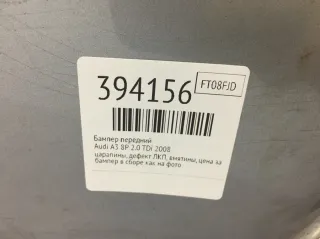 394156
FT08FJD
Бампер передний
Audi A3 8P 2.0 TDi 2008
царапины, дефект ЛКП, вмятины, цена за
бампер в сборе как на фото